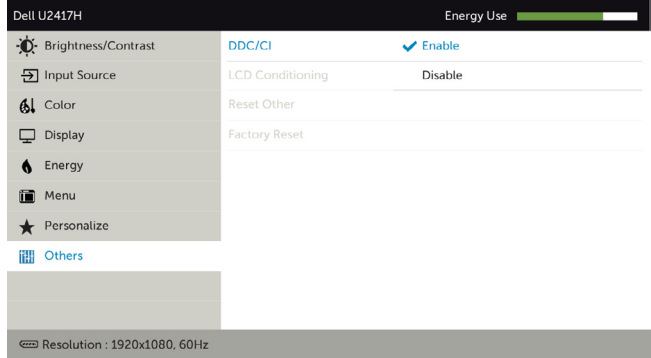 Dell U2417H Energy Use
Brightness/Contrast DDC/CI Enable
Input Source LCD Conditioning Disable
Color Reset Other
Display Factory Reset
Energy
Menu
Personalize
Others
Resolution : 1920x1080, 60Hz